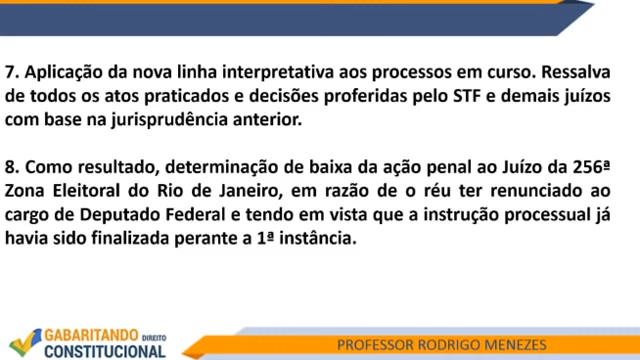 7. Aplicação da nova linha interpretativa aos processos em curso. Ressalva
de todos os atos praticados e decisões proferidas pelo STF e demais juízos
com base na jurisprudência anterior.
8. Como resultado, determinação de baixa da ação penal ao Juízo da 256ª
Zona Eleitoral do Rio de Janeiro, em razão de o réu ter renunciado ao
cargo de Deputado Federal e tendo em vista que a instrução processual já
havia sido finalizada perante a 1ª instância.
GABARITANDO DIREITO
CONSTITUCIONAL
PROFESSOR RODRIGO MENEZES